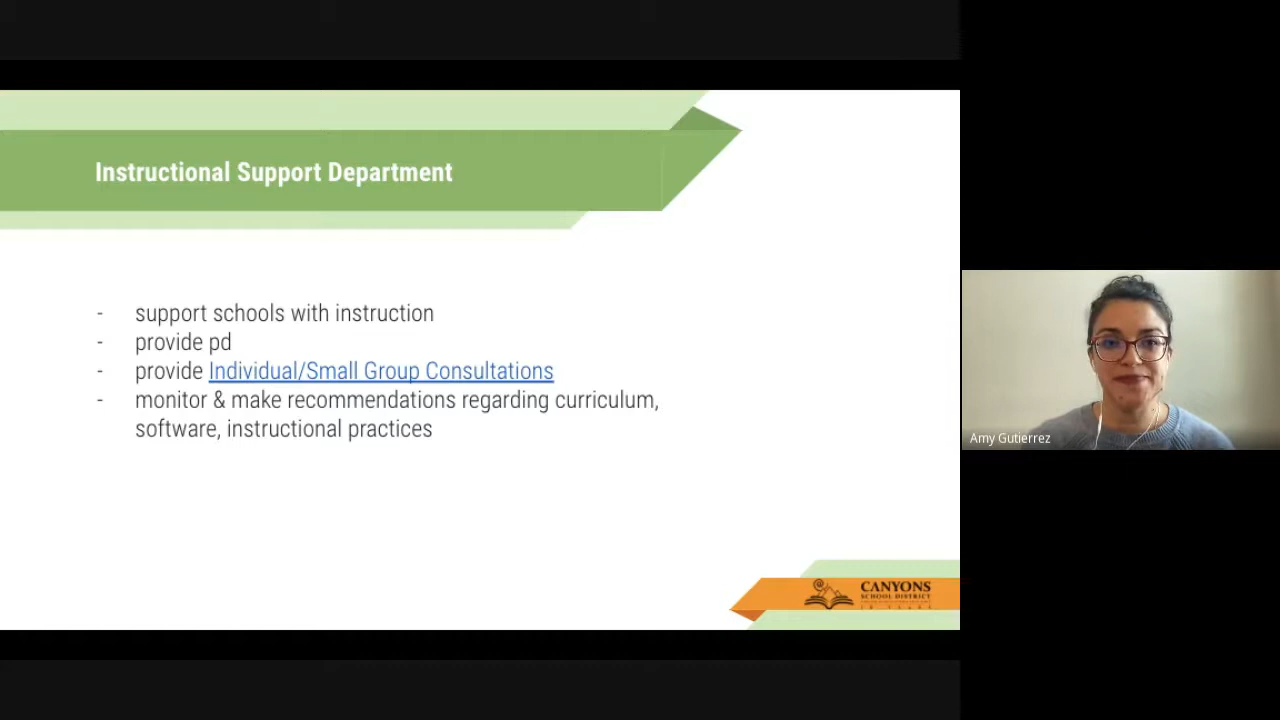 Instructional Support Department
- support schools with instruction
- provide pd
- provide Individual/Small Group Consultations
- monitor & make recommendations regarding curriculum,
software, instructional practices
Amy Gutierrez
CANYONS
SCHOOL DISTRICT